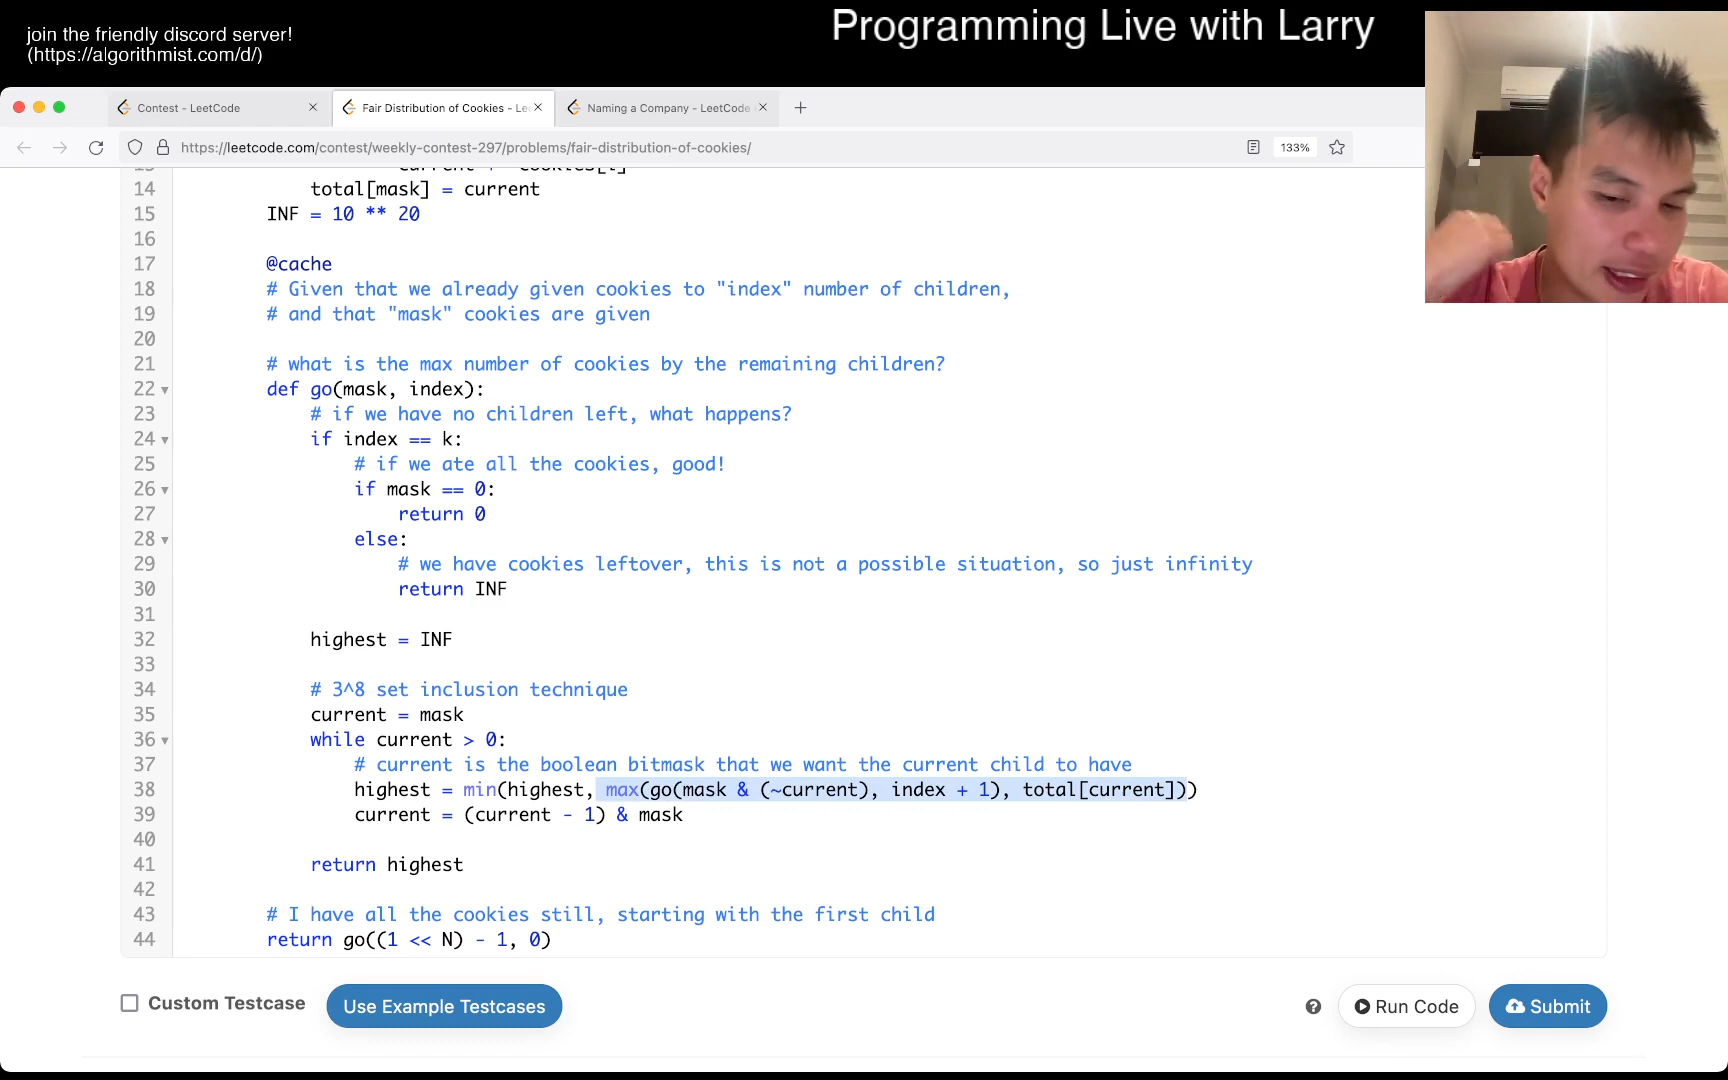 join the friendly discord server!
(https://algorithmist.com/d/)
Programming Live with Larry
Contest - LeetCode
Fair Distribution of Cookies - Le
Naming a Company - LeetCode
https://leetcode.com/contest/weekly-contest-297/problems/fair-distribution-of-cookies/
133%
14 total[mask] = current
15 INF = 10 ** 20
16
17 @cache
18 # Given that we already given cookies to "index" number of children,
19 # and that "mask" cookies are given
20
21 # what is the max number of cookies by the remaining children?
22 def go(mask, index):
23 # if we have no children left, what happens?
24 if index == k:
25 # if we ate all the cookies, good!
26 if mask == 0:
27 return 0
28 else:
29 # we have cookies leftover, this is not a possible situation, so just infinity
30 return INF
31
32 highest = INF
33
34 # 3^8 set inclusion technique
35 current = mask
36 while current > 0:
37 # current is the boolean bitmask that we want the current child to have
38 highest = min(highest, max(go(mask & (~current), index + 1), total[current]))
39 current = (current - 1) & mask
40
41 return highest
42
43 # I have all the cookies still, starting with the first child
44 return go((1 << N) - 1, 0)
Custom Testcase
Use Example Testcases
? Run Code
Submit